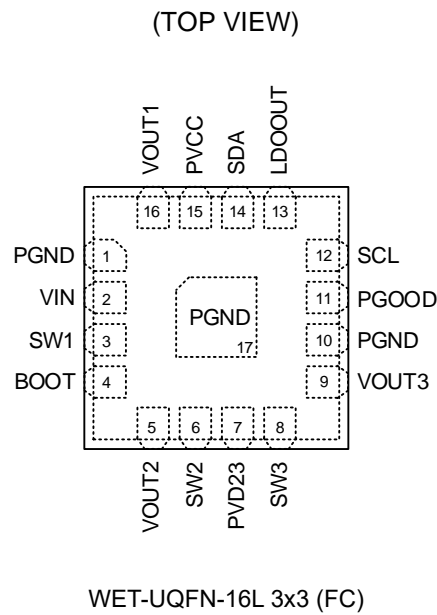 (TOP VIEW)
VOUT1
PVCC
SDA
LDOOUT
16
15
14
13
PGND 1
12 SCL
VIN 2
11 PGOOD
PGND
SW1 3
10 PGND
17
BOOT 4
9 VOUT3
5
6
7
8
VOUT2
SW2
PVD23
SW3
WET-UQFN-16L 3x3 (FC)